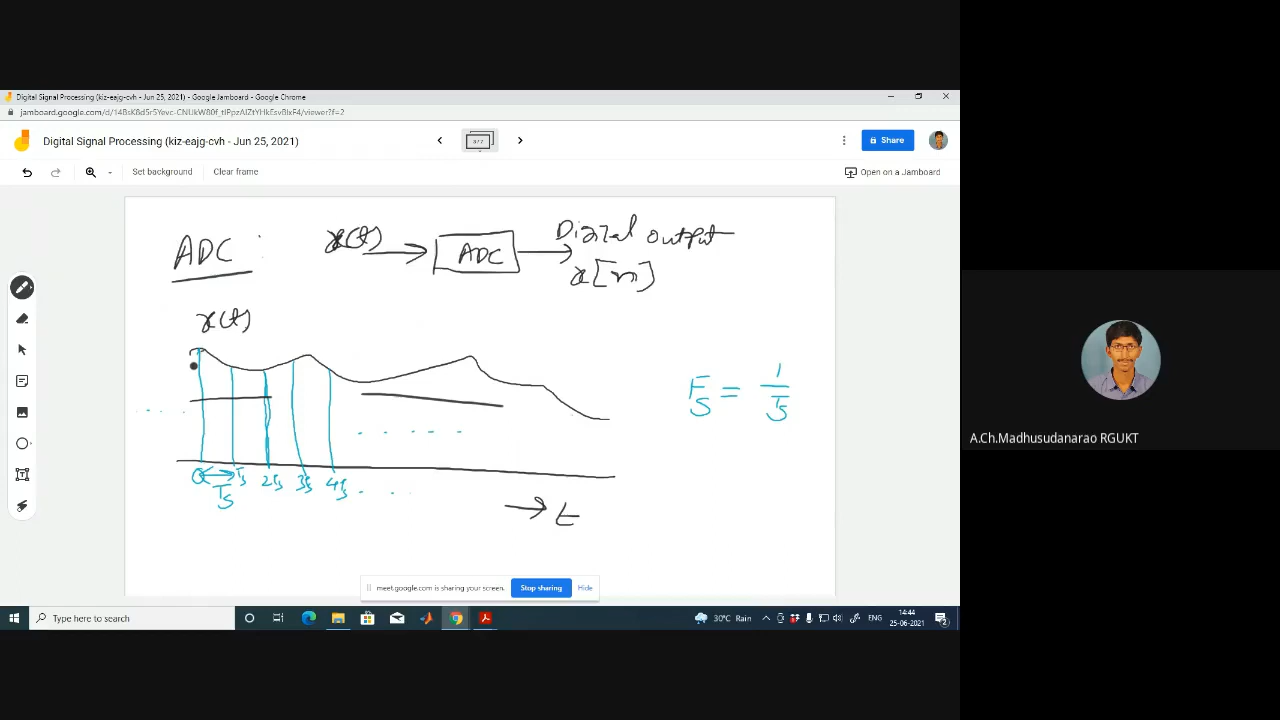 Digital Signal Processing (kiz-eajg-cvh - Jun 25, 2021) - Google Jamboard - Google Chrome
Digital Signal Processing (kiz-eajg-cvh - Jun 25, 2021)
Share
Set background
Clear frame
Open on a Jamboard
ADC :
x(t)
ADC
Digital output
x[n]
x(t)
Fs = 1/Ts
0 Ts 2Ts 3Ts 4Ts . . .
Ts
t
A.Ch.Madhusudanarao RGUKT
meet.google.com is sharing your screen.
Stop sharing
Hide
Type here to search
30°C Rain
ENG
14:44
25-06-2021